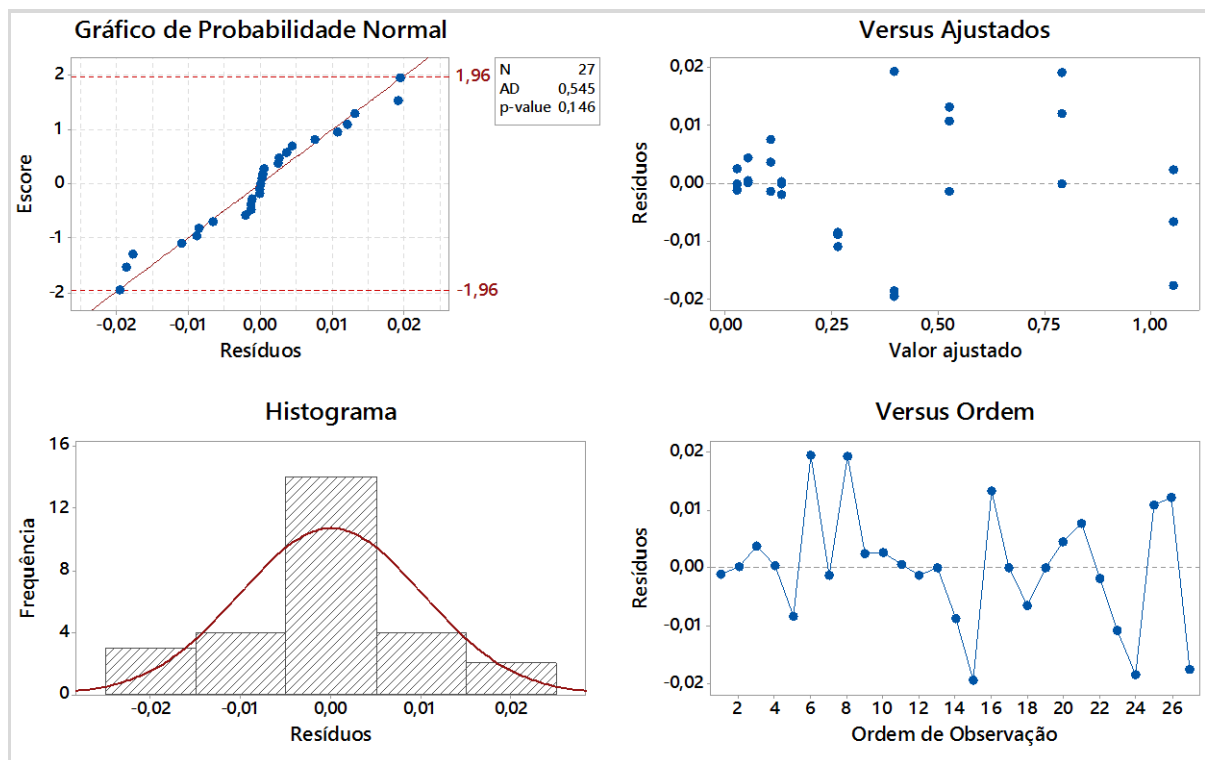 Gráfico de Probabilidade Normal
2
1
0
-1
-2
Escore
1,96
-1,96
N 27
AD 0,545
p-value 0,146
-0,02 -0,01 0,00 0,01 0,02
Resíduos
Versus Ajustados
0,02
0,01
0,00
-0,01
-0,02
Resíduos
0,00 0,25 0,50 0,75 1,00
Valor ajustado
Histograma
16
12
8
4
0
Frequência
-0,02 -0,01 0,00 0,01 0,02
Resíduos
Versus Ordem
0,02
0,01
0,00
-0,01
-0,02
Resíduos
2 4 6 8 10 12 14 16 18 20 22 24 26
Ordem de Observação